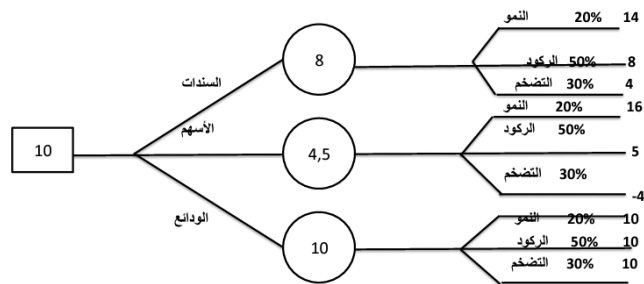 النمو 20% 14
8
الركود 50% 8
السندات
التضخم 30% 4
النمو 20% 16
الأسهم
الركود 50%
10
4,5
5
التضخم 30%
-4
الودائع
النمو 20% 10
10
الركود 50% 10
التضخم 30% 10